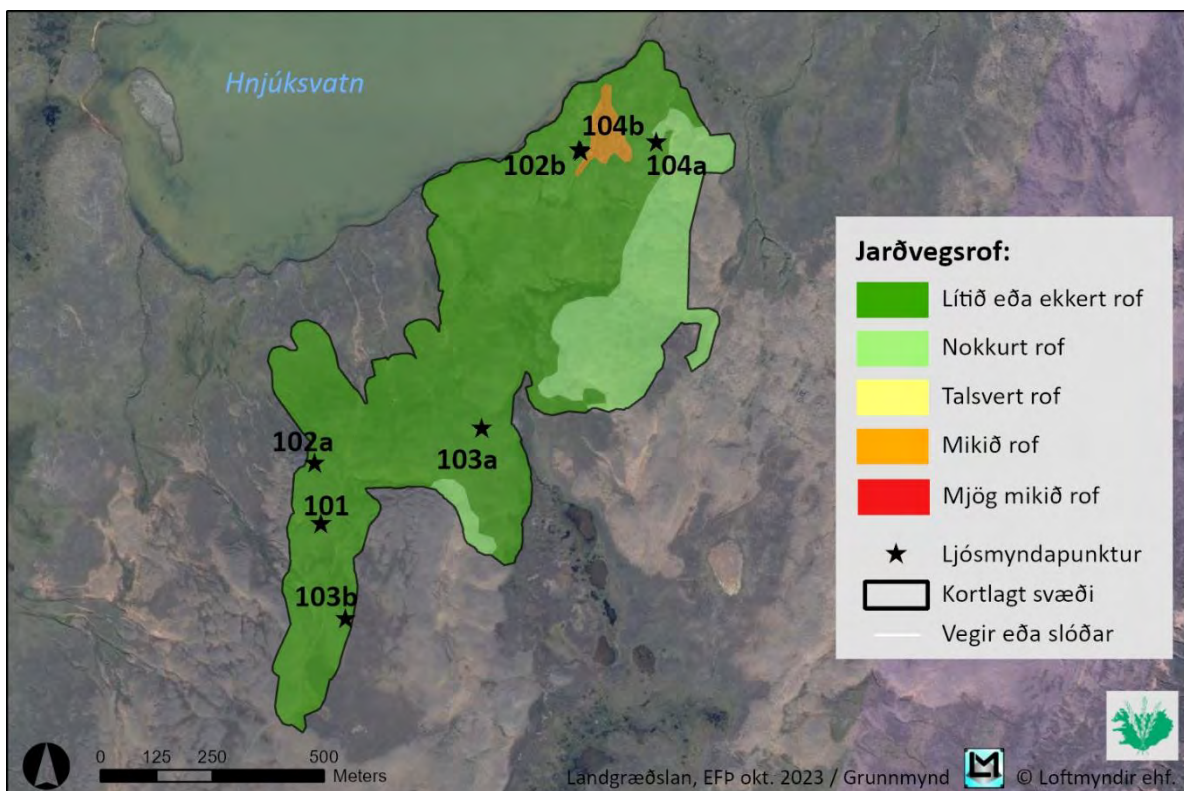 Hnjúksvatn
104b
102b
104a
102a
103a
101
103b
Jarðvegsrof:
Lítið eða ekkert rof
Nokkurt rof
Talsvert rof
Mikið rof
Mjög mikið rof
Ljósmyndapunktur
Kortlagt svæði
Vegir eða slóðar
0 125 250 500
Meters
Landgræðslan, EFÞ okt. 2023 / Grunnmynd LM © Loftmyndir ehf.